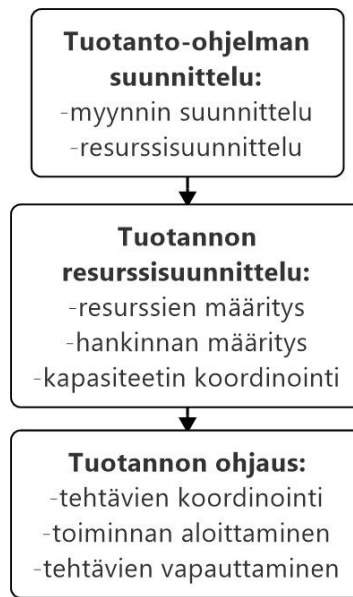 Tuotanto-ohjelman
suunnittelu:
-myynnin suunnittelu
-resurssisuunnittelu
Tuotannon
resurssisuunnittelu:
-resurssien määritys
-hankinnan määritys
-kapasiteetin koordinointi
Tuotannon ohjaus:
-tehtävien koordinointi
-toiminnan aloittaminen
-tehtävien vapauttaminen